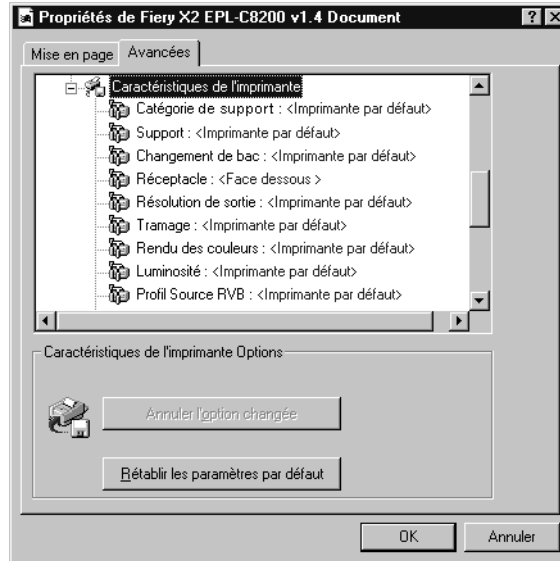 Propriétés de Fiery X2 EPL-C8200 v1.4 Document
Mise en page
Avancées
Caractéristiques de l'imprimante
Catégorie de support : <Imprimante par défaut>
Support : <Imprimante par défaut>
Changement de bac : <Imprimante par défaut>
Réceptacle : <Face dessous >
Résolution de sortie : <Imprimante par défaut>
Tramage : <Imprimante par défaut>
Rendu des couleurs : <Imprimante par défaut>
Luminosité : <Imprimante par défaut>
Profil Source RVB : <Imprimante par défaut>
Caractéristiques de l'imprimante Options
Annuler l'option changée
Rétablir les paramètres par défaut
OK
Annuler